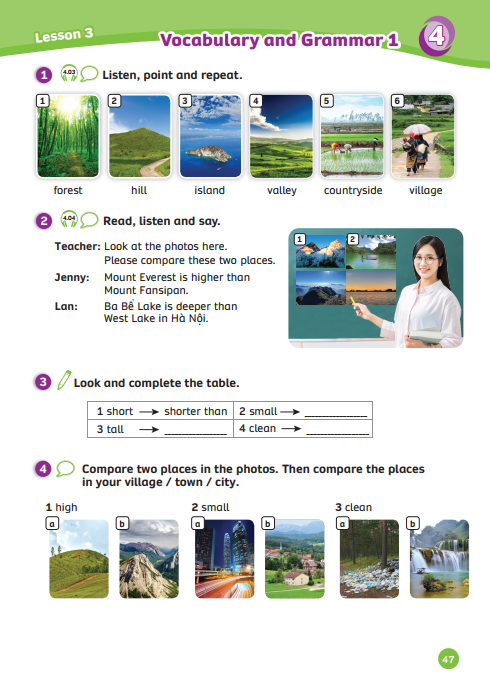 Lesson 3
Vocabulary and Grammar 1
4
1 4.03 Listen, point and repeat.
1 2 3 4 5 6
forest hill island valley countryside village
2 4.04 Read, listen and say.
Teacher: Look at the photos here.
Please compare these two places.
Jenny: Mount Everest is higher than
Mount Fansipan.
Lan: Ba Bể Lake is deeper than
West Lake in Hà Nội.
1 2
3 Look and complete the table.
1 short → shorter than 2 small → ____________
3 tall → ____________ 4 clean → ____________
4 Compare two places in the photos. Then compare the places
in your village / town / city.
1 high 2 small 3 clean
a b a b a b
47